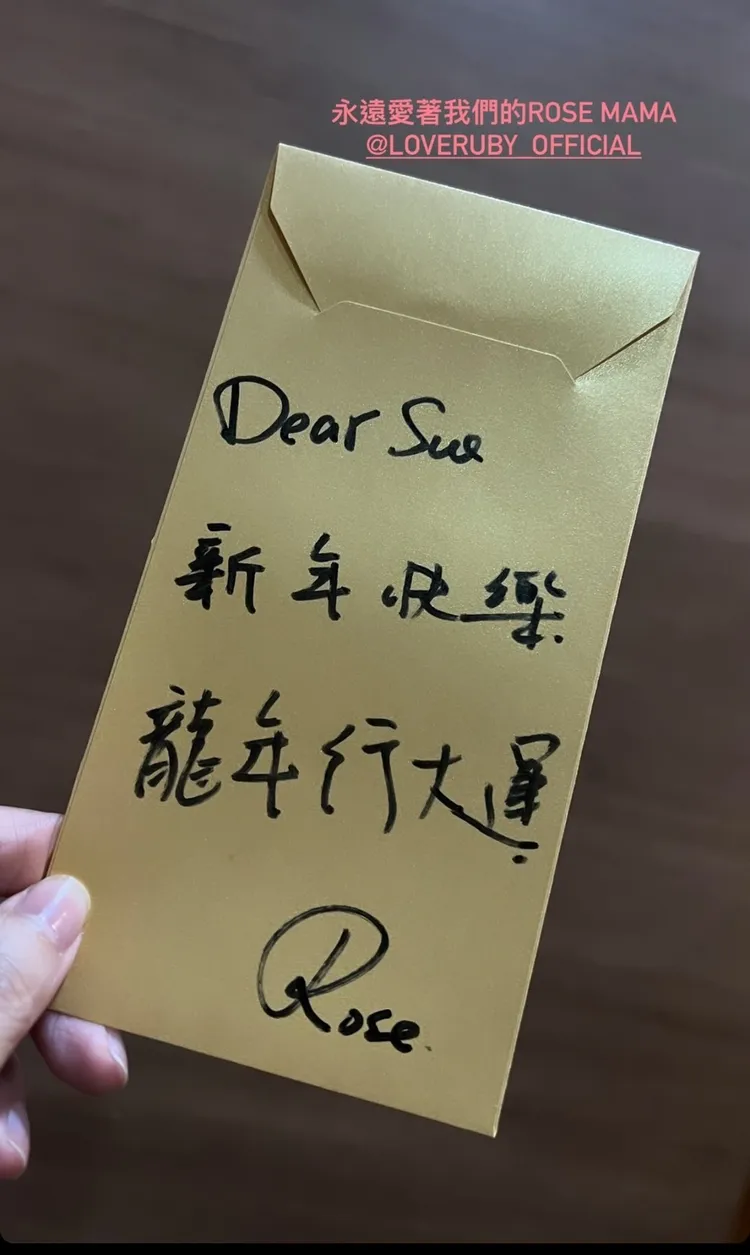 永遠愛著我們的ROSE MAMA
@LOVERUBY_OFFICIAL
Dear Sue
新年快樂
龍年行大運
Rose